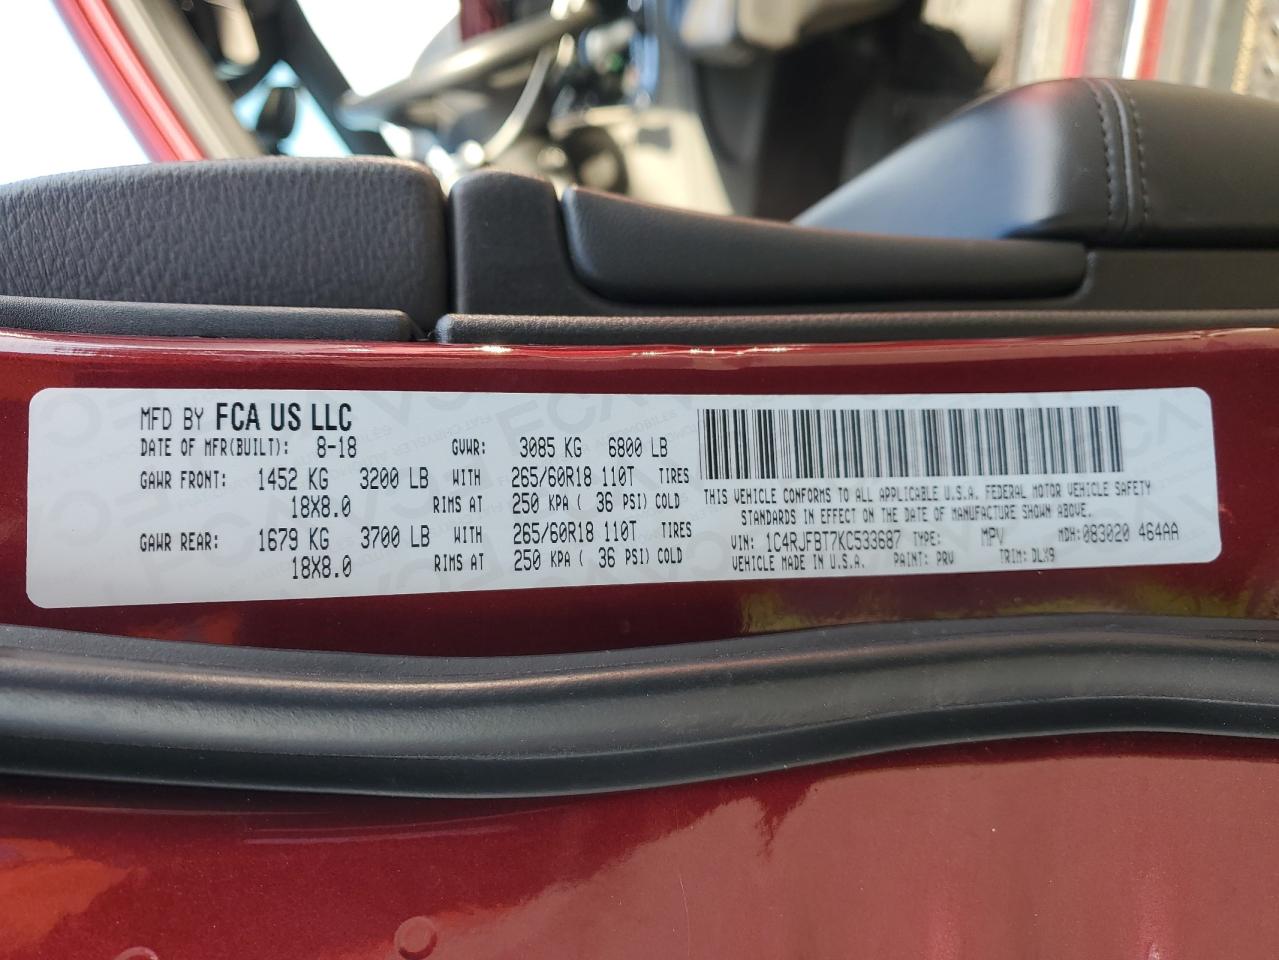 MFD BY FCA US LLC
DATE OF MFR(BUILT): 8-18 GVWR: 3085 KG 6800 LB
GAWR FRONT: 1452 KG 3200 LB WITH 265/60R18 110T TIRES
18X8.0 RIMS AT 250 KPA ( 36 PSI) COLD
GAWR REAR: 1679 KG 3700 LB WITH 265/60R18 110T TIRES
18X8.0 RIMS AT 250 KPA ( 36 PSI) COLD
THIS VEHICLE CONFORMS TO ALL APPLICABLE U.S.A. FEDERAL MOTOR VEHICLE SAFETY
STANDARDS IN EFFECT ON THE DATE OF MANUFACTURE SHOWN ABOVE.
VIN: 1C4RJFBT7KC533687 TYPE: MPV MDH: 083020 464AA
VEHICLE MADE IN U.S.A. PAINT: PRV TRIM: DLX9